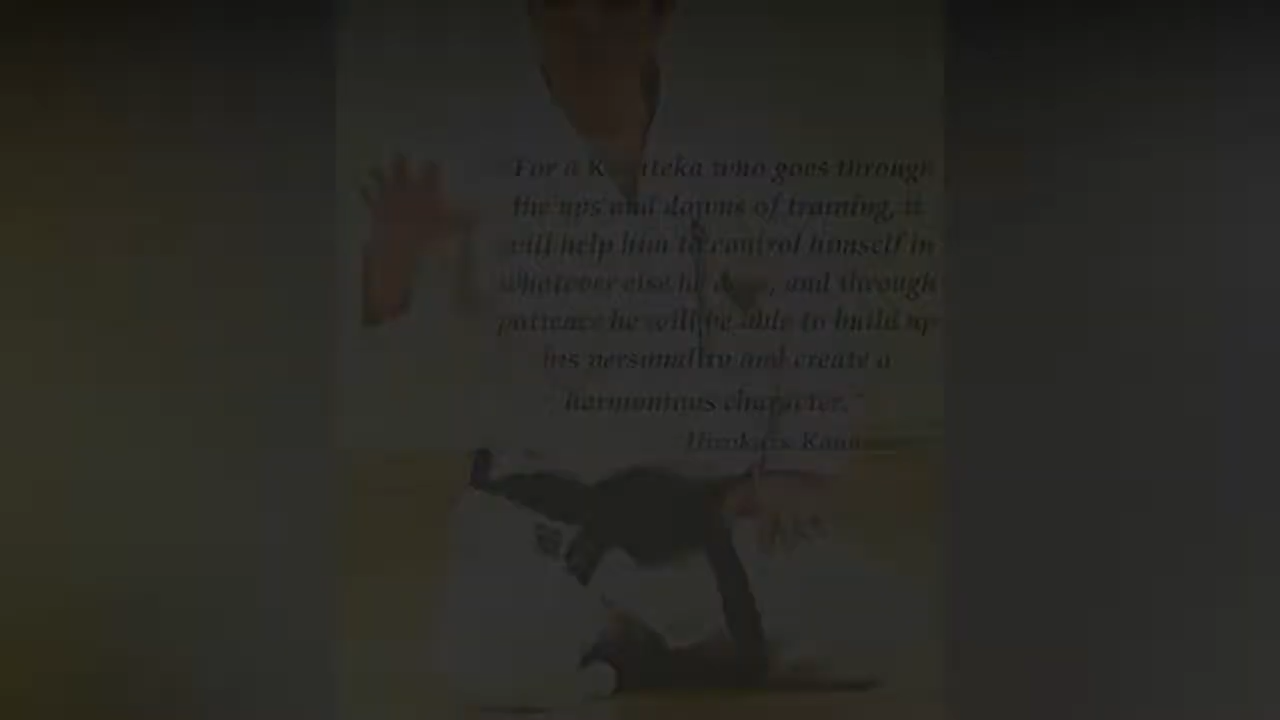 For a Karateka who goes through
the ups and downs of training, it
will help him to control himself in
whatever else he does, and through
patience he will be able to build up
his personality and create a
harmonious character."